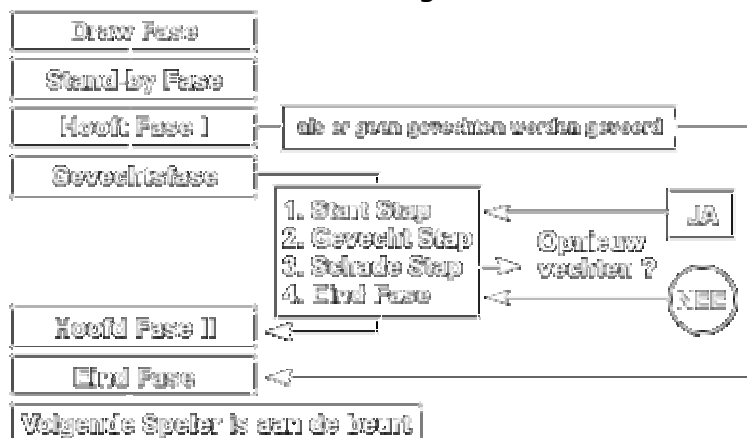 Draw Fase
Stand-by Fase
Hooft Fase I
als er geen gevechten worden gevoerd
Gevechtsfase
1. Start Stap
2. Gevecht Stap
3. Schade Stap
4. Eind Fase
JA
Opnieuw
vechten ?
NEE
Hoofd Fase II
Eind Fase
Volgende Speler is aan de beurt